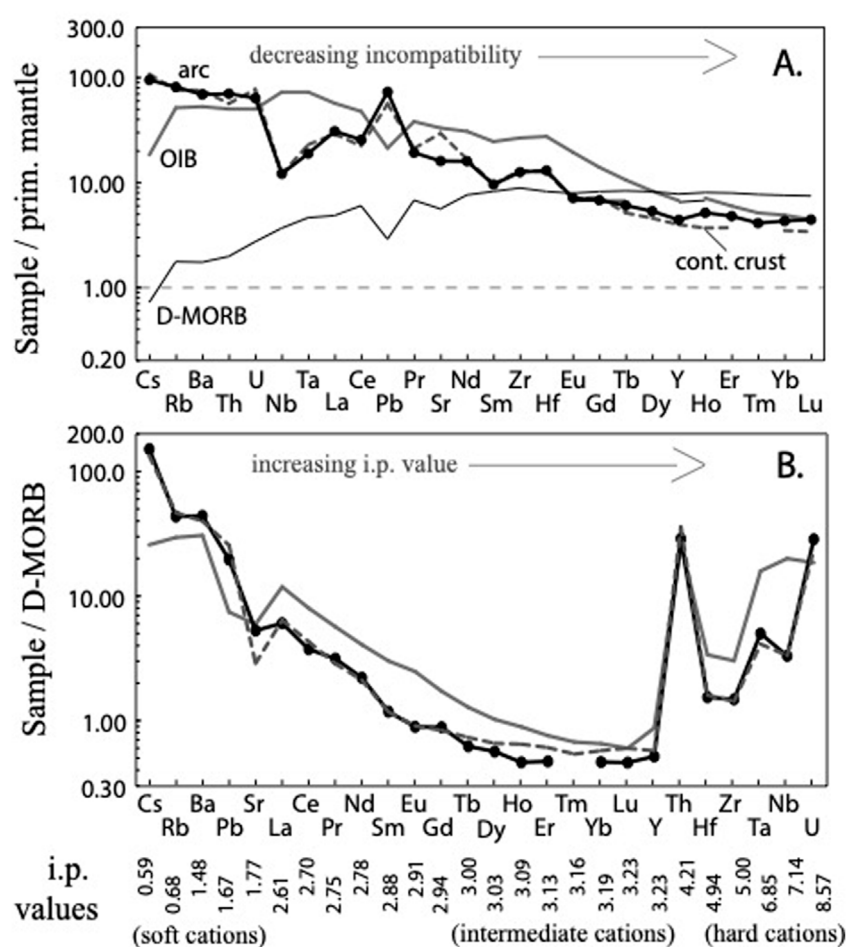 300.0
decreasing incompatibility
A.
100.0
arc
OIB
10.00
cont. crust
1.00
D-MORB
0.20
Sample / prim. mantle
Cs Ba U Ta Ce Pr Nd Zr Eu Tb Y Er Yb
Rb Th Nb La Pb Sr Sm Hf Gd Dy Ho Tm Lu
200.0
increasing i.p. value
B.
100.0
10.00
1.00
0.30
Sample / D-MORB
Cs Ba Sr Ce Nd Eu Tb Ho Tm Lu Th Zr Nb
Rb Pb La Pr Sm Gd Dy Er Yb Y Hf Ta U
i.p.
values
0.59 0.68 1.48 1.67 1.77 2.61 2.70 2.75 2.78 2.88 2.91 2.94 3.00 3.03 3.09 3.13 3.16 3.19 3.23 3.23 4.21 4.94 5.00 6.85 7.14 8.57
(soft cations) (intermediate cations) (hard cations)